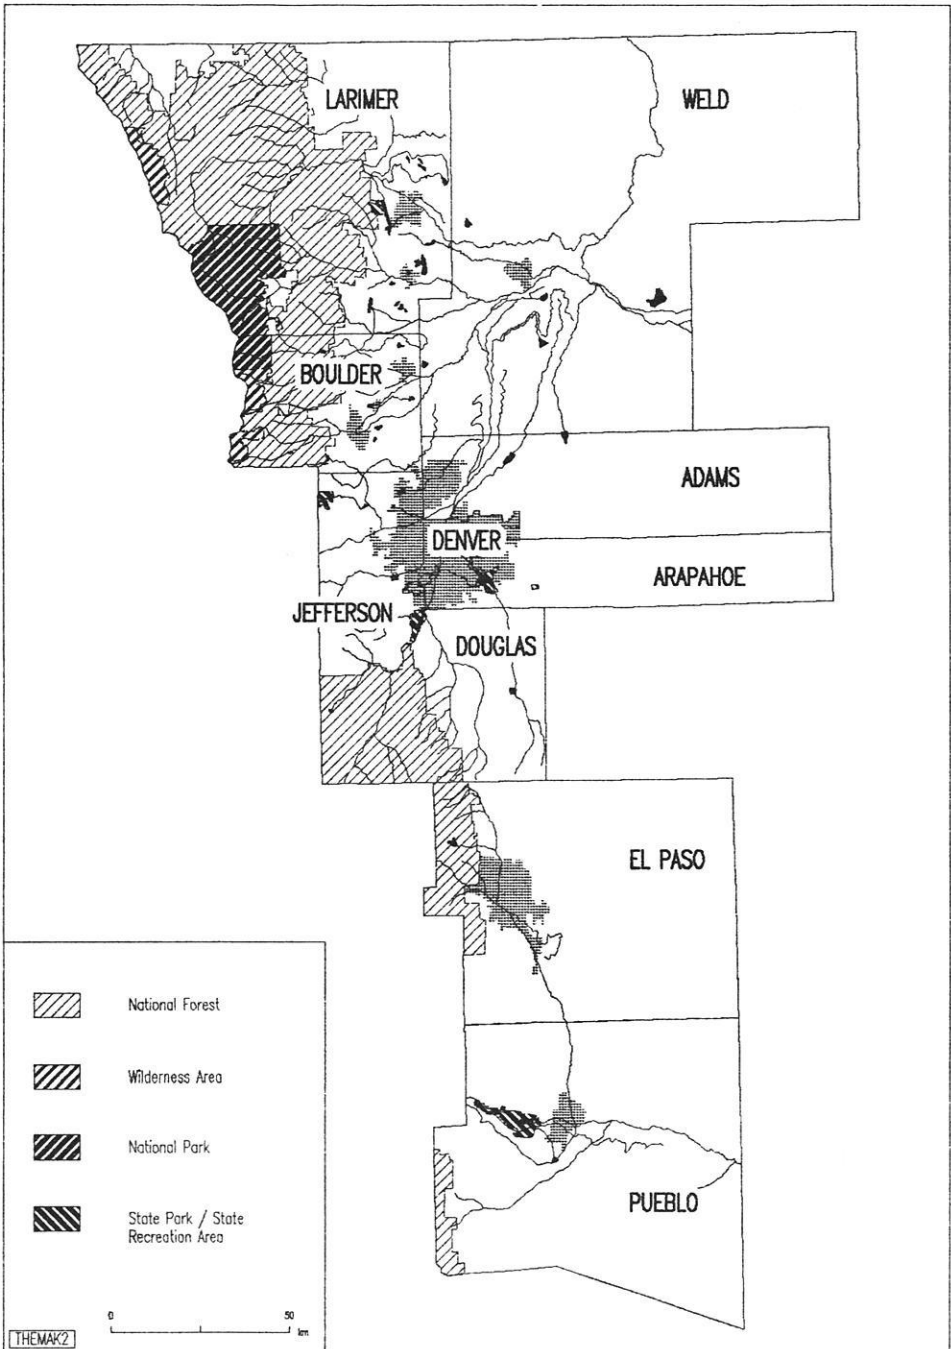 LARIMER
WELD
BOULDER
ADAMS
DENVER
ARAPAHOE
JEFFERSON
DOUGLAS
EL PASO
PUEBLO
National Forest
Wilderness Area
National Park
State Park / State
Recreation Area
0 50
km
THEMAK2